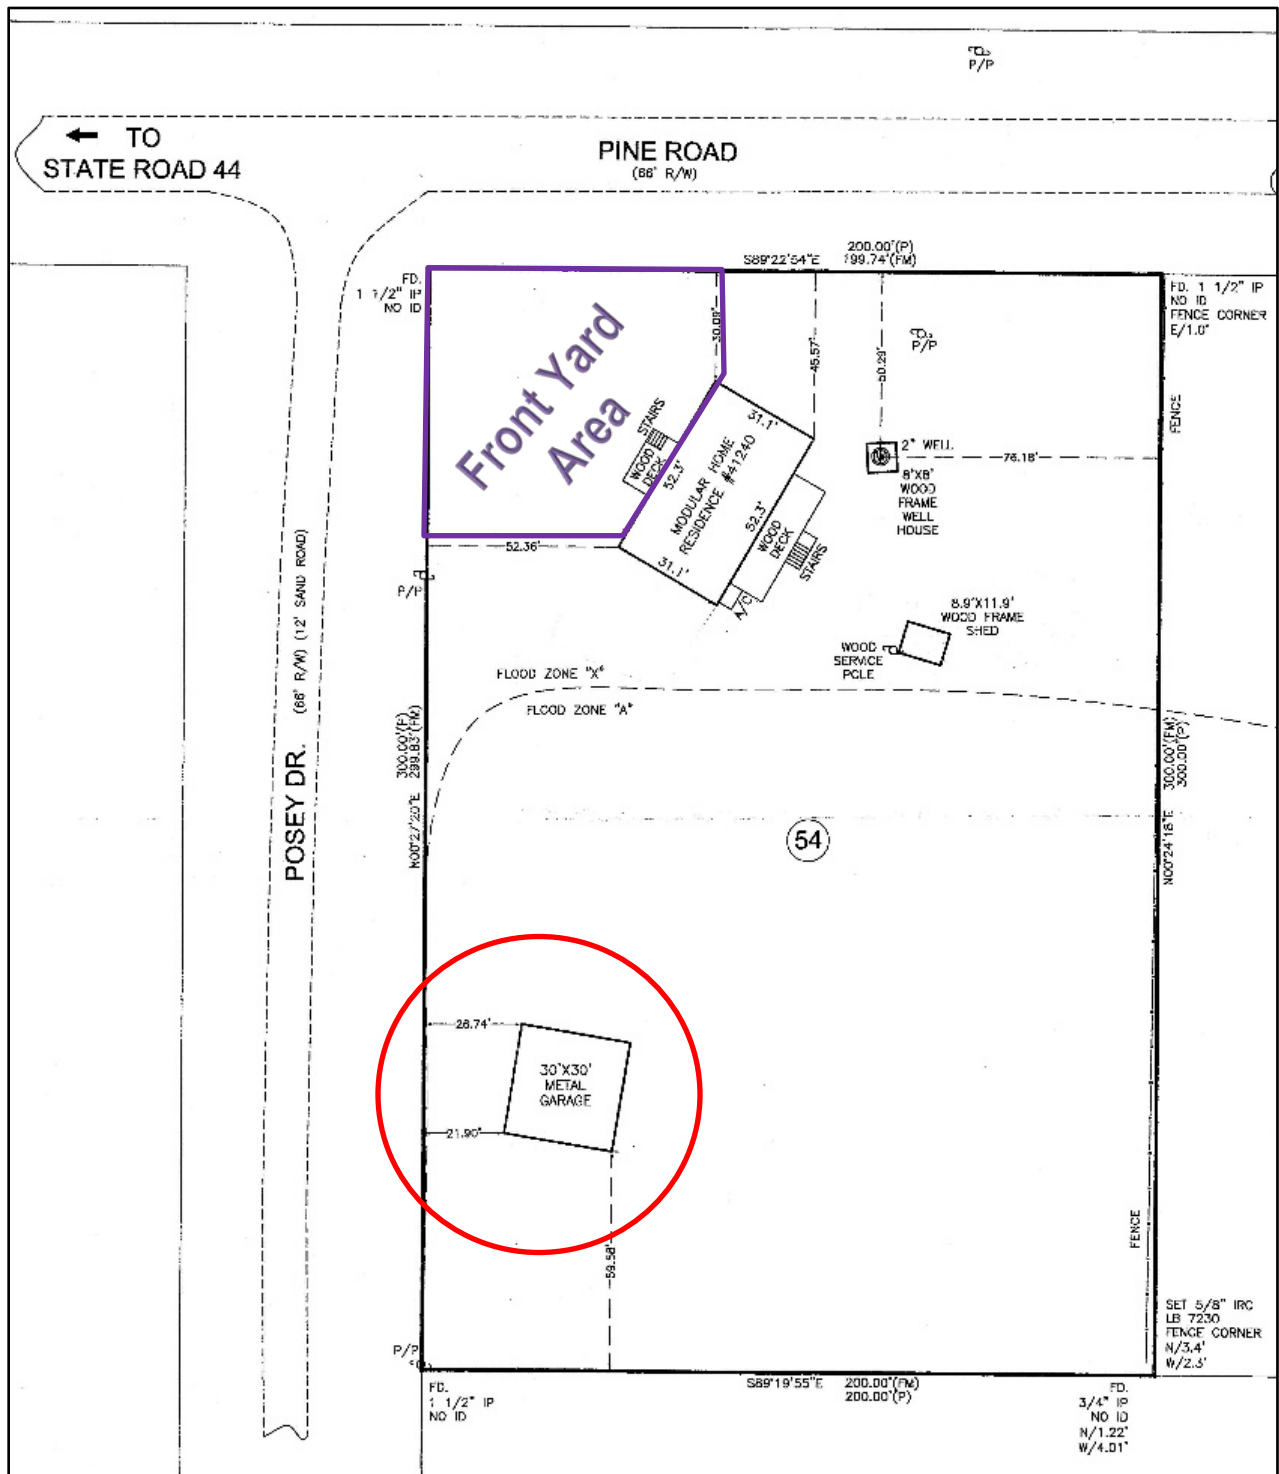 P/P
← TO
STATE ROAD 44
PINE ROAD
(66' R/W)
200.00'(P)
S89°22'54"E 199.74'(FM)
FD.
1 1/2" IP
NO ID
FD. 1 1/2" IP
NO ID
FENCE CORNER
E/1.0'
Front Yard
Area
30.09'
45.57'
50.29'
P/P
FENCE
STAIRS
WOOD
DECK
52.3'
31.1'
MODULAR HOME
RESIDENCE #41240
52.3'
31.1'
WOOD
DECK
STAIRS
A/C
2" WELL
W
76.18'
8'X8'
WOOD
FRAME
WELL
HOUSE
52.36'
P/P
8.9'X11.9'
WOOD FRAME
SHED
WOOD
SERVICE
POLE
FLOOD ZONE "X"
FLOOD ZONE "A"
POSEY DR. (66' R/W) (12' SAND ROAD)
300.00'(P)
N00°27'20"E 299.83'(FM)
N00°24'18"E 300.00'(FM)
300.00'(P)
54
26.74'
30'X30'
METAL
GARAGE
21.90'
59.58'
FENCE
P/P
SET 5/8" IRC
LB 7230
FENCE CORNER
N/3.4'
W/2.3'
FD.
1 1/2" IP
NO ID
S89°19'55"E 200.00'(FM)
200.00'(P)
FD.
3/4" IP
NO ID
N/1.22'
W/4.01'